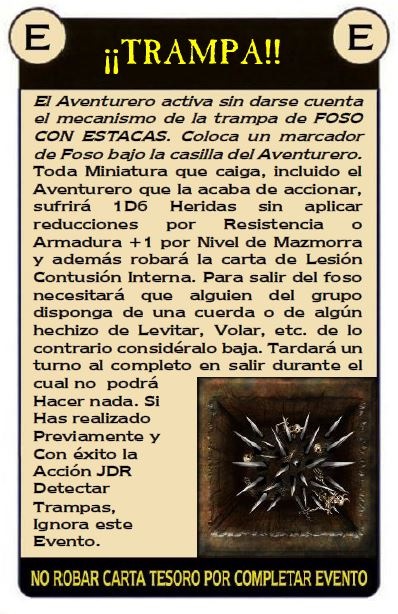 E
¡¡TRAMPA!!
E
El Aventurero activa sin darse cuenta
el mecanismo de la trampa de FOSO
CON ESTACAS. Coloca un marcador
de Foso bajo la casilla del Aventurero.
Toda Miniatura que caiga, incluido el
Aventurero que la acaba de accionar,
sufrirá 1D6 Heridas sin aplicar
reducciones por Resistencia o
Armadura +1 por Nivel de Mazmorra
y además robará la carta de Lesión
Contusión Interna. Para salir del foso
necesitará que alguien del grupo
disponga de una cuerda o de algún
hechizo de Levitar, Volar, etc. de lo
contrario considéralo baja. Tardará un
turno al completo en salir durante el
cual no podrá
Hacer nada. Si
Has realizado
Previamente y
Con éxito la
Acción JDR
Detectar
Trampas,
Ignora este
Evento.
NO ROBAR CARTA TESORO POR COMPLETAR EVENTO